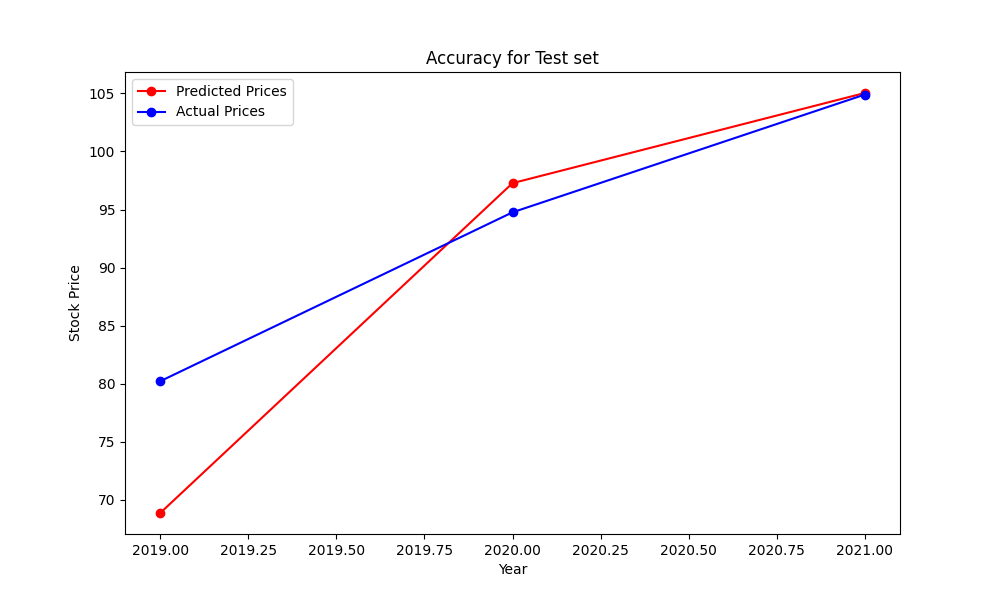 Accuracy for Test set
Predicted Prices
Actual Prices
105
100
95
90
85
80
75
70
Stock Price
2019.00 2019.25 2019.50 2019.75 2020.00 2020.25 2020.50 2020.75 2021.00
Year